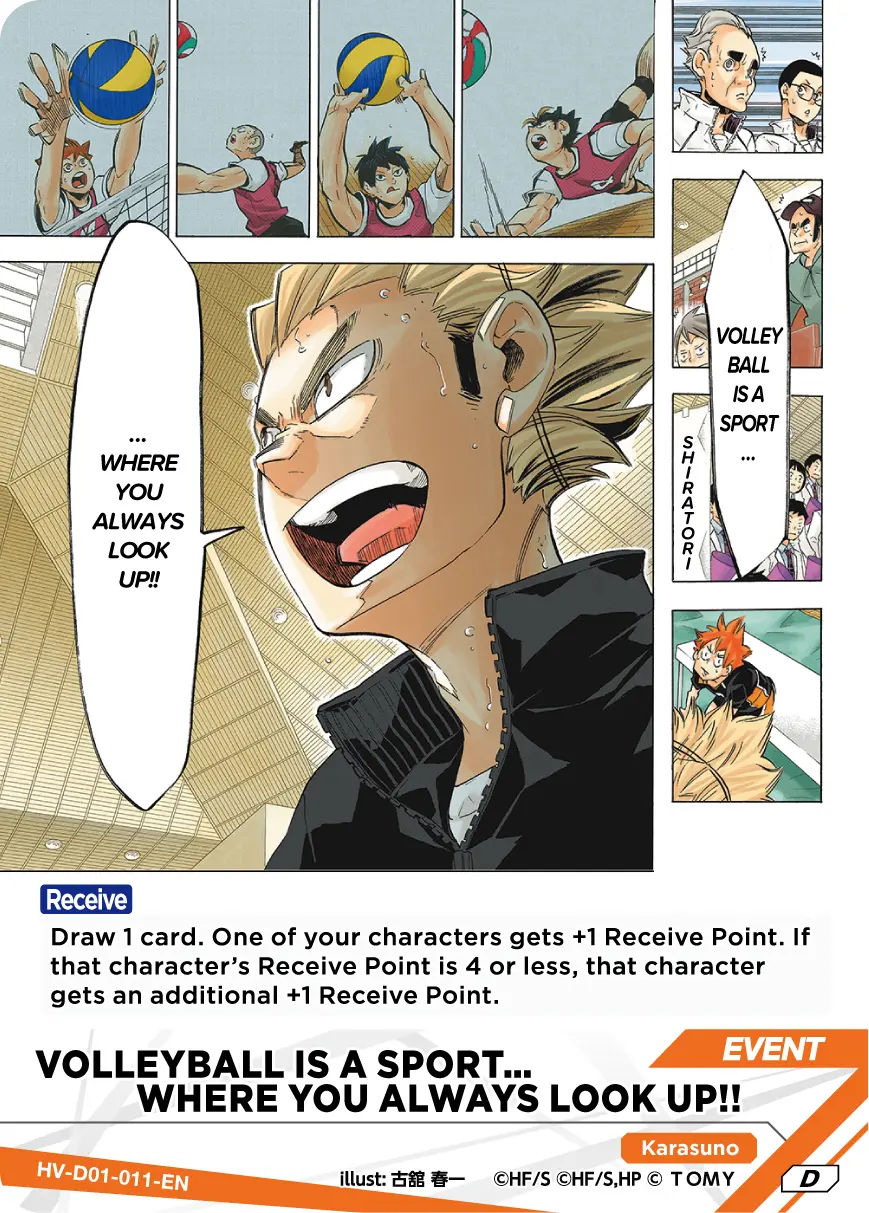 VOLLEY
BALL
IS A
SPORT
...
SHIRATORI
...
WHERE
YOU
ALWAYS
LOOK
UP!!
Receive
Draw 1 card. One of your characters gets +1 Receive Point. If
that character's Receive Point is 4 or less, that character
gets an additional +1 Receive Point.
EVENT
VOLLEYBALL IS A SPORT...
WHERE YOU ALWAYS LOOK UP!!
Karasuno
HV-D01-011-EN
illust: 古舘 春一 ©HF/S ©HF/S,HP © TOMY
D